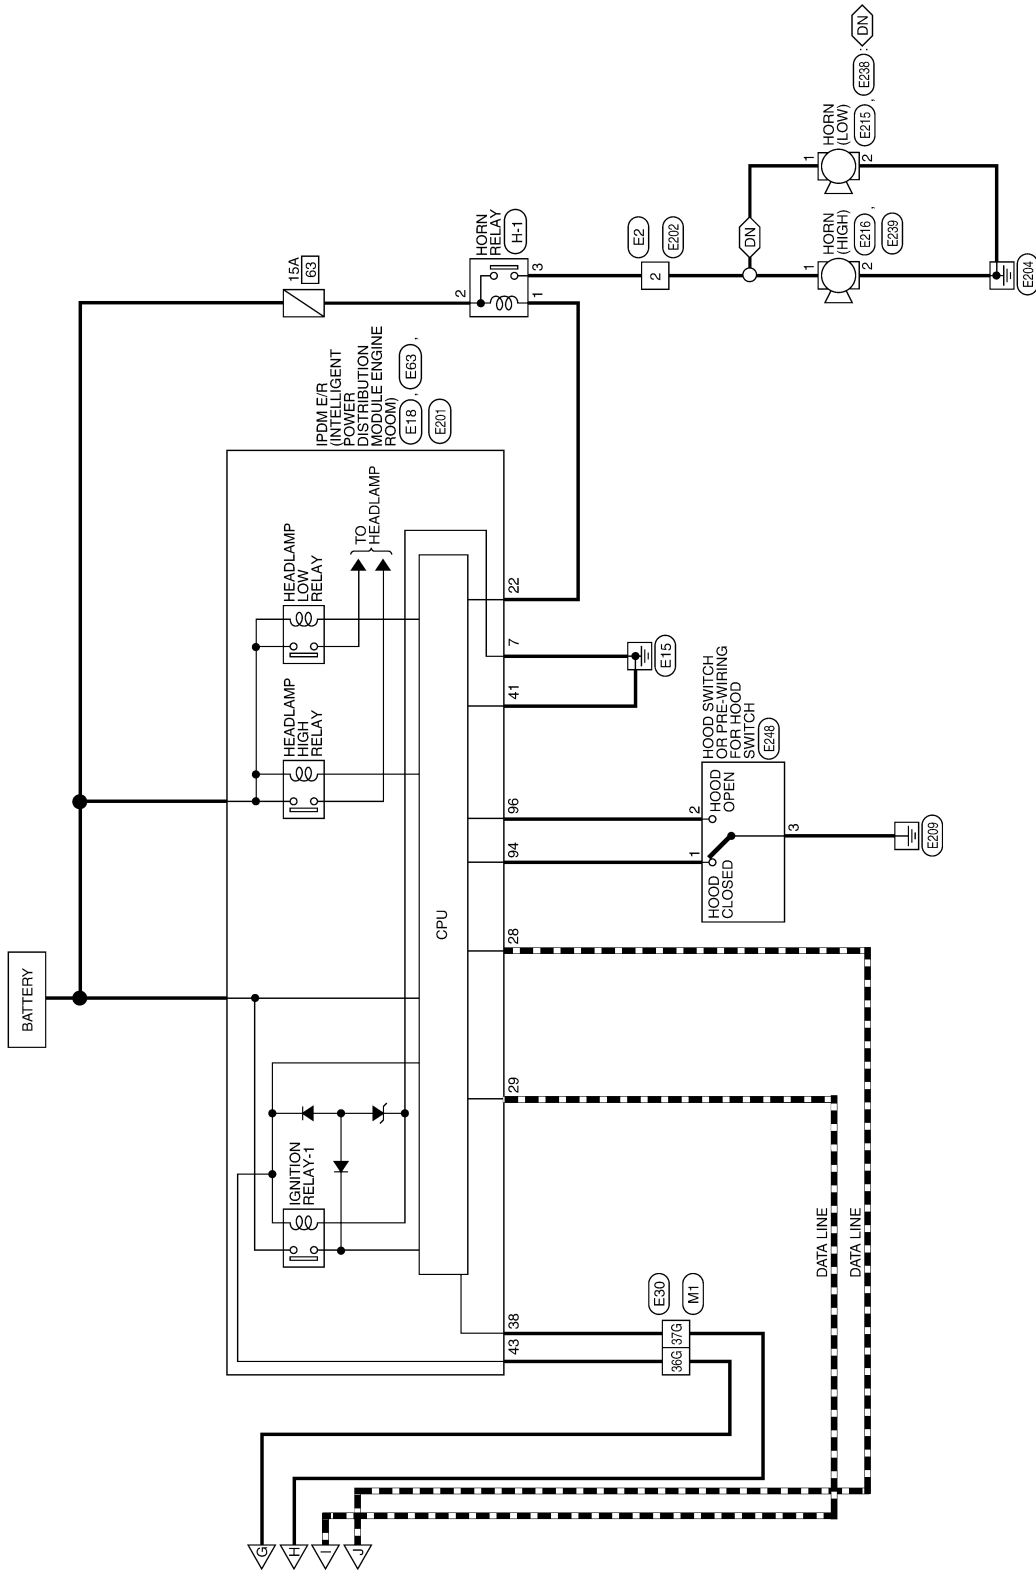 BATTERY
15A
63
HORN
RELAY
H-1
2
1
3
IPDM E/R
(INTELLIGENT
POWER
DISTRIBUTION
MODULE ENGINE
ROOM)
E18 , E63 ,
E201
E2
E202
2
DN
HORN
(LOW)
E215 , E238 : DN
1
2
HORN
(HIGH)
E216 ,
E239
1
2
E204
IGNITION
RELAY-1
HEADLAMP
HIGH
RELAY
HEADLAMP
LOW
RELAY
TO
HEADLAMP
CPU
43
38
29
28
94
96
41
7
22
E15
HOOD SWITCH
OR PRE-WIRING
FOR HOOD
SWITCH
E248
1
2
HOOD
CLOSED
HOOD
OPEN
3
E209
36G
37G
E30
M1
DATA LINE
DATA LINE
G
H
I
J